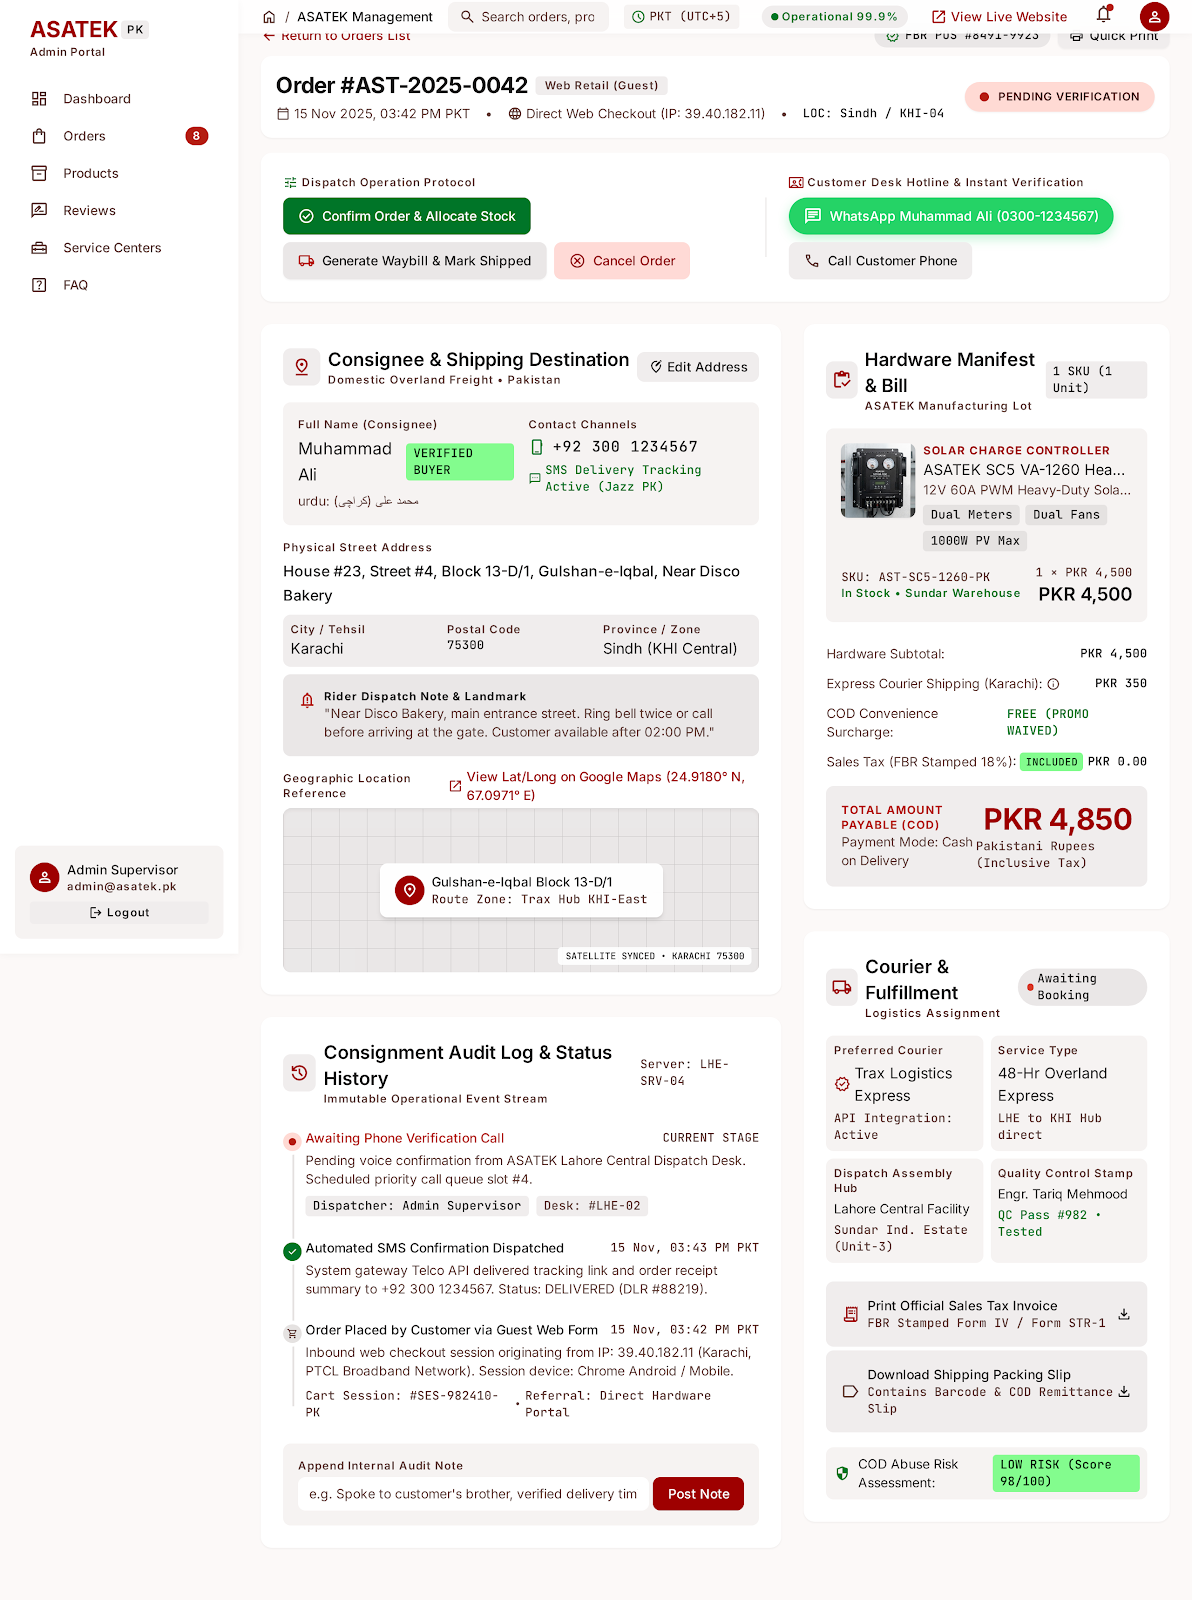 ASATEK PK
Admin Portal
Dashboard
Orders 8
Products
Reviews
Service Centers
FAQ
Admin Supervisor
admin@asatek.pk
Logout
/ ASATEK Management
Search orders, pro
PKT (UTC+5)
Operational 99.9%
View Live Website
Return to Orders List
FBR POS #8491-9923
Quick Print
Order #AST-2025-0042 Web Retail (Guest)
15 Nov 2025, 03:42 PM PKT • Direct Web Checkout (IP: 39.40.182.11) • LOC: Sindh / KHI-04
PENDING VERIFICATION
Dispatch Operation Protocol
Confirm Order & Allocate Stock
Generate Waybill & Mark Shipped
Cancel Order
Customer Desk Hotline & Instant Verification
WhatsApp Muhammad Ali (0300-1234567)
Call Customer Phone
Consignee & Shipping Destination
Domestic Overland Freight • Pakistan
Edit Address
Full Name (Consignee)
Muhammad
Ali
VERIFIED
BUYER
urdu: محمد علی (کراچی)
Contact Channels
+92 300 1234567
SMS Delivery Tracking
Active (Jazz PK)
Physical Street Address
House #23, Street #4, Block 13-D/1, Gulshan-e-Iqbal, Near Disco
Bakery
City / Tehsil
Karachi
Postal Code
75300
Province / Zone
Sindh (KHI Central)
Rider Dispatch Note & Landmark
"Near Disco Bakery, main entrance street. Ring bell twice or call
before arriving at the gate. Customer available after 02:00 PM."
Geographic Location
Reference
View Lat/Long on Google Maps (24.9180° N,
67.0971° E)
Gulshan-e-Iqbal Block 13-D/1
Route Zone: Trax Hub KHI-East
SATELLITE SYNCED • KARACHI 75300
Consignment Audit Log & Status
History
Immutable Operational Event Stream
Server: LHE-
SRV-04
Awaiting Phone Verification Call CURRENT STAGE
Pending voice confirmation from ASATEK Lahore Central Dispatch Desk.
Scheduled priority call queue slot #4.
Dispatcher: Admin Supervisor Desk: #LHE-02
Automated SMS Confirmation Dispatched 15 Nov, 03:43 PM PKT
System gateway Telco API delivered tracking link and order receipt
summary to +92 300 1234567. Status: DELIVERED (DLR #88219).
Order Placed by Customer via Guest Web Form 15 Nov, 03:42 PM PKT
Inbound web checkout session originating from IP: 39.40.182.11 (Karachi,
PTCL Broadband Network). Session device: Chrome Android / Mobile.
Cart Session: #SES-982410-
PK
• Referral: Direct Hardware
Portal
Append Internal Audit Note
e.g. Spoke to customer's brother, verified delivery tim
Post Note
Hardware Manifest
& Bill
ASATEK Manufacturing Lot
1 SKU (1
Unit)
SOLAR CHARGE CONTROLLER
ASATEK SC5 VA-1260 Hea...
12V 60A PWM Heavy-Duty Sola...
Dual Meters Dual Fans
1000W PV Max
SKU: AST-SC5-1260-PK
In Stock • Sundar Warehouse
1 × PKR 4,500
PKR 4,500
Hardware Subtotal: PKR 4,500
Express Courier Shipping (Karachi): PKR 350
COD Convenience
Surcharge:
FREE (PROMO
WAIVED)
Sales Tax (FBR Stamped 18%): INCLUDED PKR 0.00
TOTAL AMOUNT
PAYABLE (COD)
Payment Mode: Cash
on Delivery
PKR 4,850
Pakistani Rupees
(Inclusive Tax)
Courier &
Fulfillment
Logistics Assignment
Awaiting
Booking
Preferred Courier
Trax Logistics
Express
API Integration:
Active
Service Type
48-Hr Overland
Express
LHE to KHI Hub
direct
Dispatch Assembly
Hub
Lahore Central Facility
Sundar Ind. Estate
(Unit-3)
Quality Control Stamp
Engr. Tariq Mehmood
QC Pass #982 •
Tested
Print Official Sales Tax Invoice
FBR Stamped Form IV / Form STR-1
Download Shipping Packing Slip
Contains Barcode & COD Remittance
Slip
COD Abuse Risk
Assessment:
LOW RISK (Score
98/100)